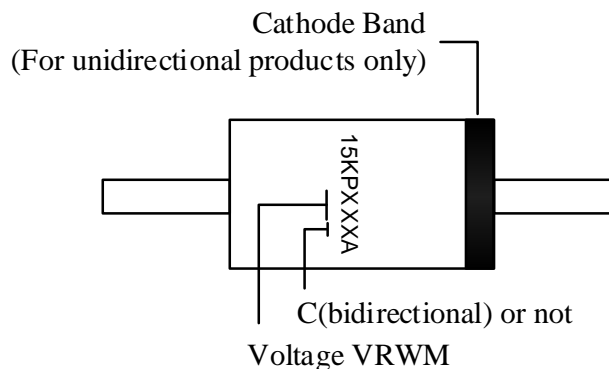 Cathode Band
(For unidirectional products only)
15KPXXXA
C(bidirectional) or not
Voltage VRWM